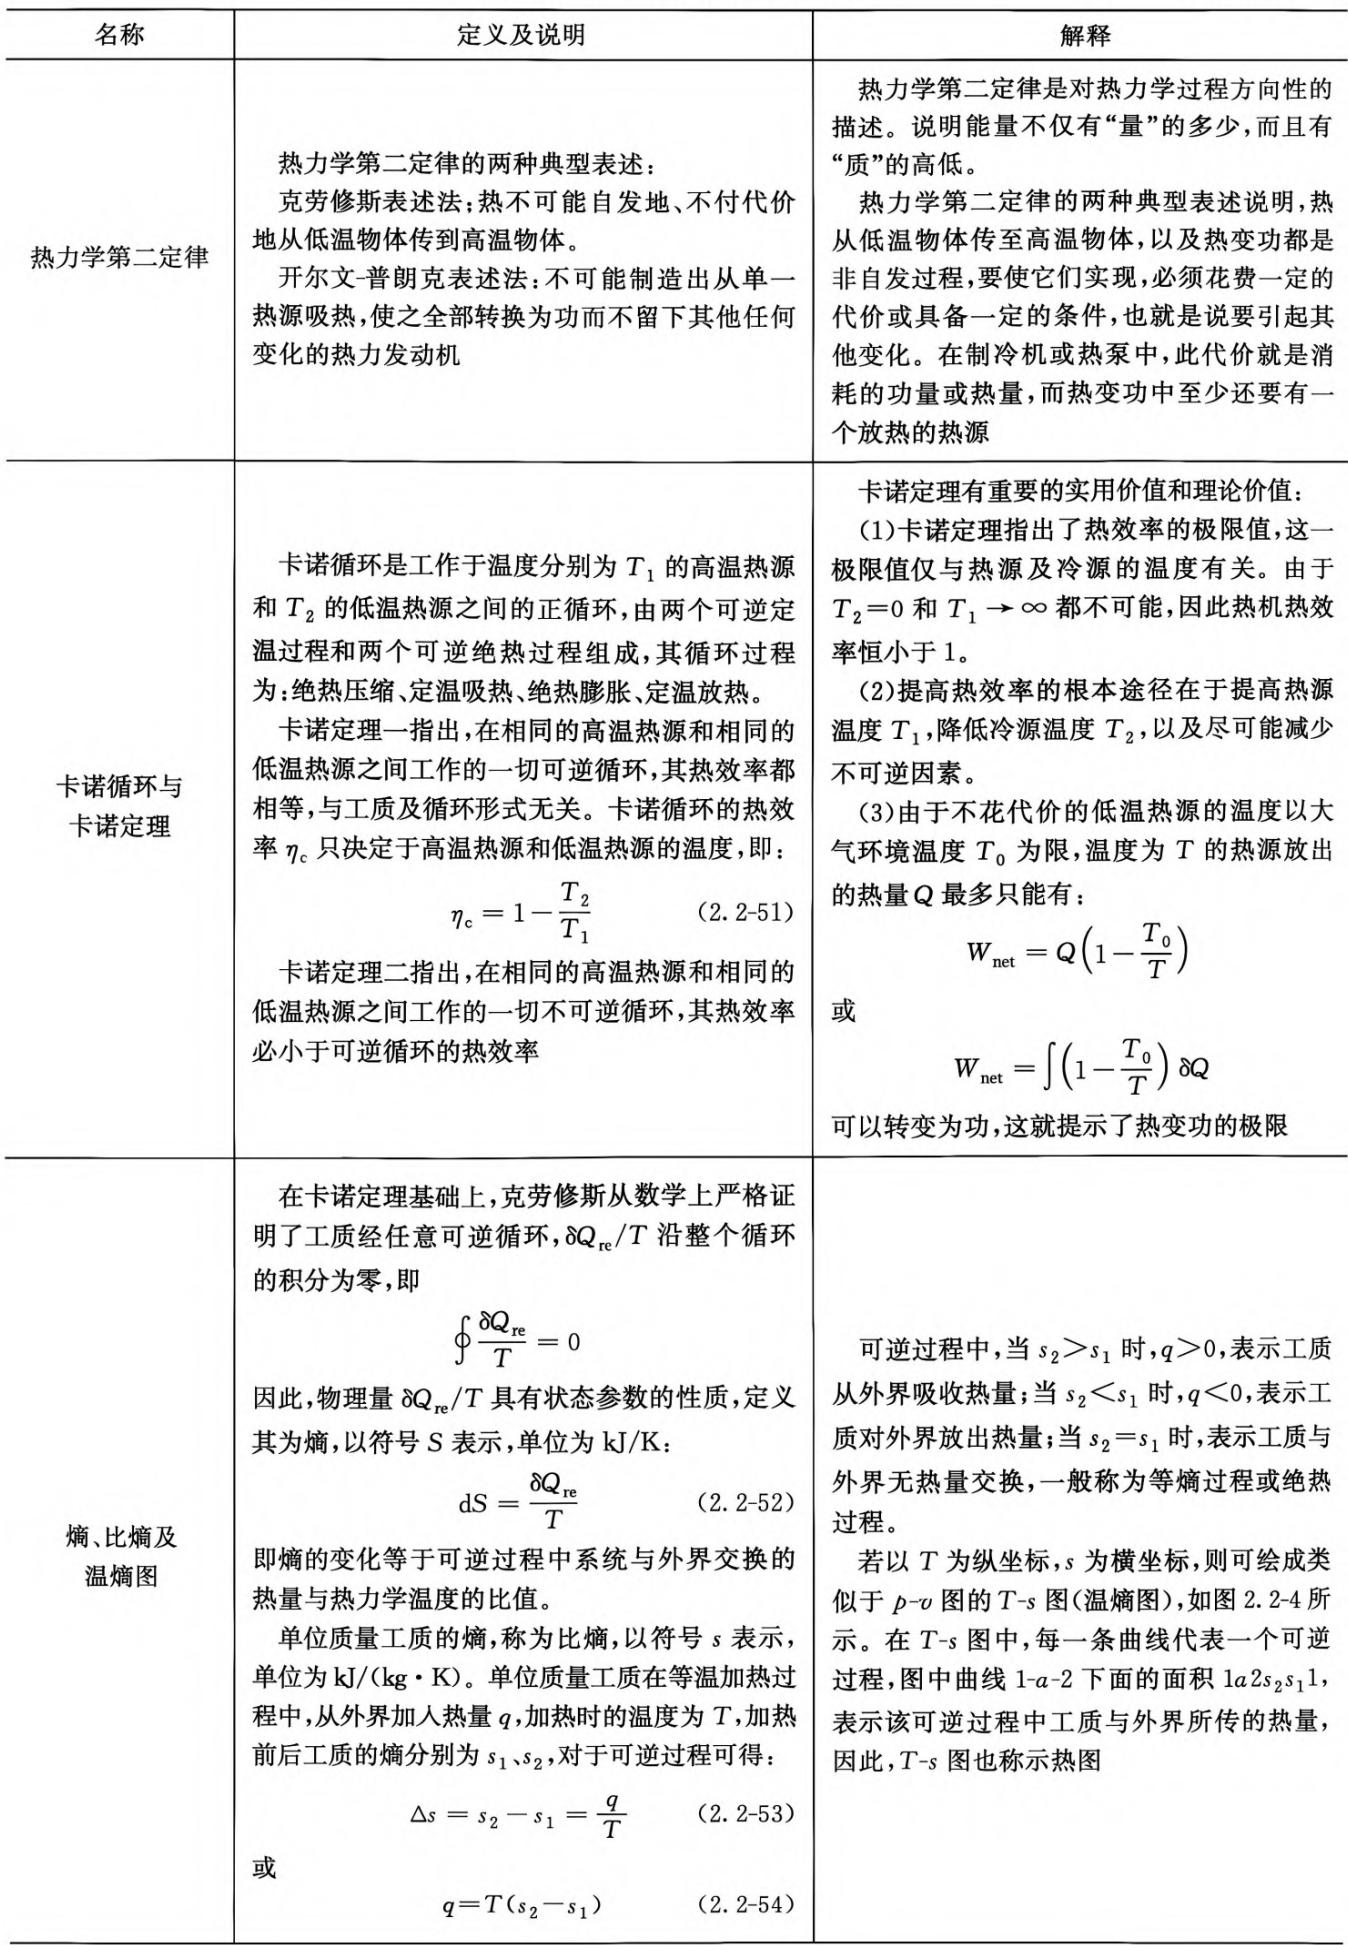 名称
定义及说明
解释
热力学第二定律
热力学第二定律的两种典型表述：
克劳修斯表述法；热不可能自发地、不付代价
地从低温物体传到高温物体。
开尔文-普朗克表述法：不可能制造出从单一
热源吸热，使之全部转换为功而不留下其他任何
变化的热力发动机
热力学第二定律是对热力学过程方向性的
描述。说明能量不仅有“量”的多少，而且有
“质”的高低。
热力学第二定律的两种典型表述说明，热
从低温物体传至高温物体，以及热变功都是
非自发过程，要使它们实现，必须花费一定的
代价或具备一定的条件，也就是说要引起其
他变化。在制冷机或热泵中，此代价就是消
耗的功量或热量，而热变功中至少还要有一
个放热的热源
卡诺循环与
卡诺定理
卡诺循环是工作于温度分别为 T₁ 的高温热源
和 T₂ 的低温热源之间的正循环，由两个可逆定
温过程和两个可逆绝热过程组成，其循环过程
为：绝热压缩、定温吸热、绝热膨胀、定温放热。
卡诺定理一指出，在相同的高温热源和相同的
低温热源之间工作的一切可逆循环，其热效率都
相等，与工质及循环形式无关。卡诺循环的热效
率 η_c 只决定于高温热源和低温热源的温度，即：
η_c = 1 − T₂/T₁ (2.2-51)
卡诺定理二指出，在相同的高温热源和相同的
低温热源之间工作的一切不可逆循环，其热效率
必小于可逆循环的热效率
卡诺定理有重要的实用价值和理论价值：
(1)卡诺定理指出了热效率的极限值，这一
极限值仅与热源及冷源的温度有关。由于
T₂=0 和 T₁→∞ 都不可能，因此热机热效
率恒小于 1。
(2)提高热效率的根本途径在于提高热源
温度 T₁，降低冷源温度 T₂，以及尽可能减少
不可逆因素。
(3)由于不花代价的低温热源的温度以大
气环境温度 T₀ 为限，温度为 T 的热源放出
的热量 Q 最多只能有：
W_net = Q(1 − T₀/T)
或
W_net = ∫(1 − T₀/T) δQ
可以转变为功，这就提示了热变功的极限
熵、比熵及
温熵图
在卡诺定理基础上，克劳修斯从数学上严格证
明了工质经任意可逆循环，δQ_re/T 沿整个循环
的积分为零，即
∮ δQ_re/T = 0
因此，物理量 δQ_re/T 具有状态参数的性质，定义
其为熵，以符号 S 表示，单位为 kJ/K：
dS = δQ_re/T (2.2-52)
即熵的变化等于可逆过程中系统与外界交换的
热量与热力学温度的比值。
单位质量工质的熵，称为比熵，以符号 s 表示，
单位为 kJ/(kg·K)。单位质量工质在等温加热过
程中，从外界加入热量 q，加热时的温度为 T，加热
前后工质的熵分别为 s₁、s₂，对于可逆过程可得：
Δs = s₂ − s₁ = q/T (2.2-53)
或
q=T(s₂−s₁) (2.2-54)
可逆过程中，当 s₂>s₁ 时，q>0，表示工质
从外界吸收热量；当 s₂<s₁ 时，q<0，表示工
质对外界放出热量；当 s₂=s₁ 时，表示工质与
外界无热量交换，一般称为等熵过程或绝热
过程。
若以 T 为纵坐标，s 为横坐标，则可绘成类
似于 p-v 图的 T-s 图(温熵图)，如图 2.2-4 所
示。在 T-s 图中，每一条曲线代表一个可逆
过程，图中曲线 1-a-2 下面的面积 1a2s₂s₁1，
表示该可逆过程中工质与外界所传的热量，
因此，T-s 图也称示热图